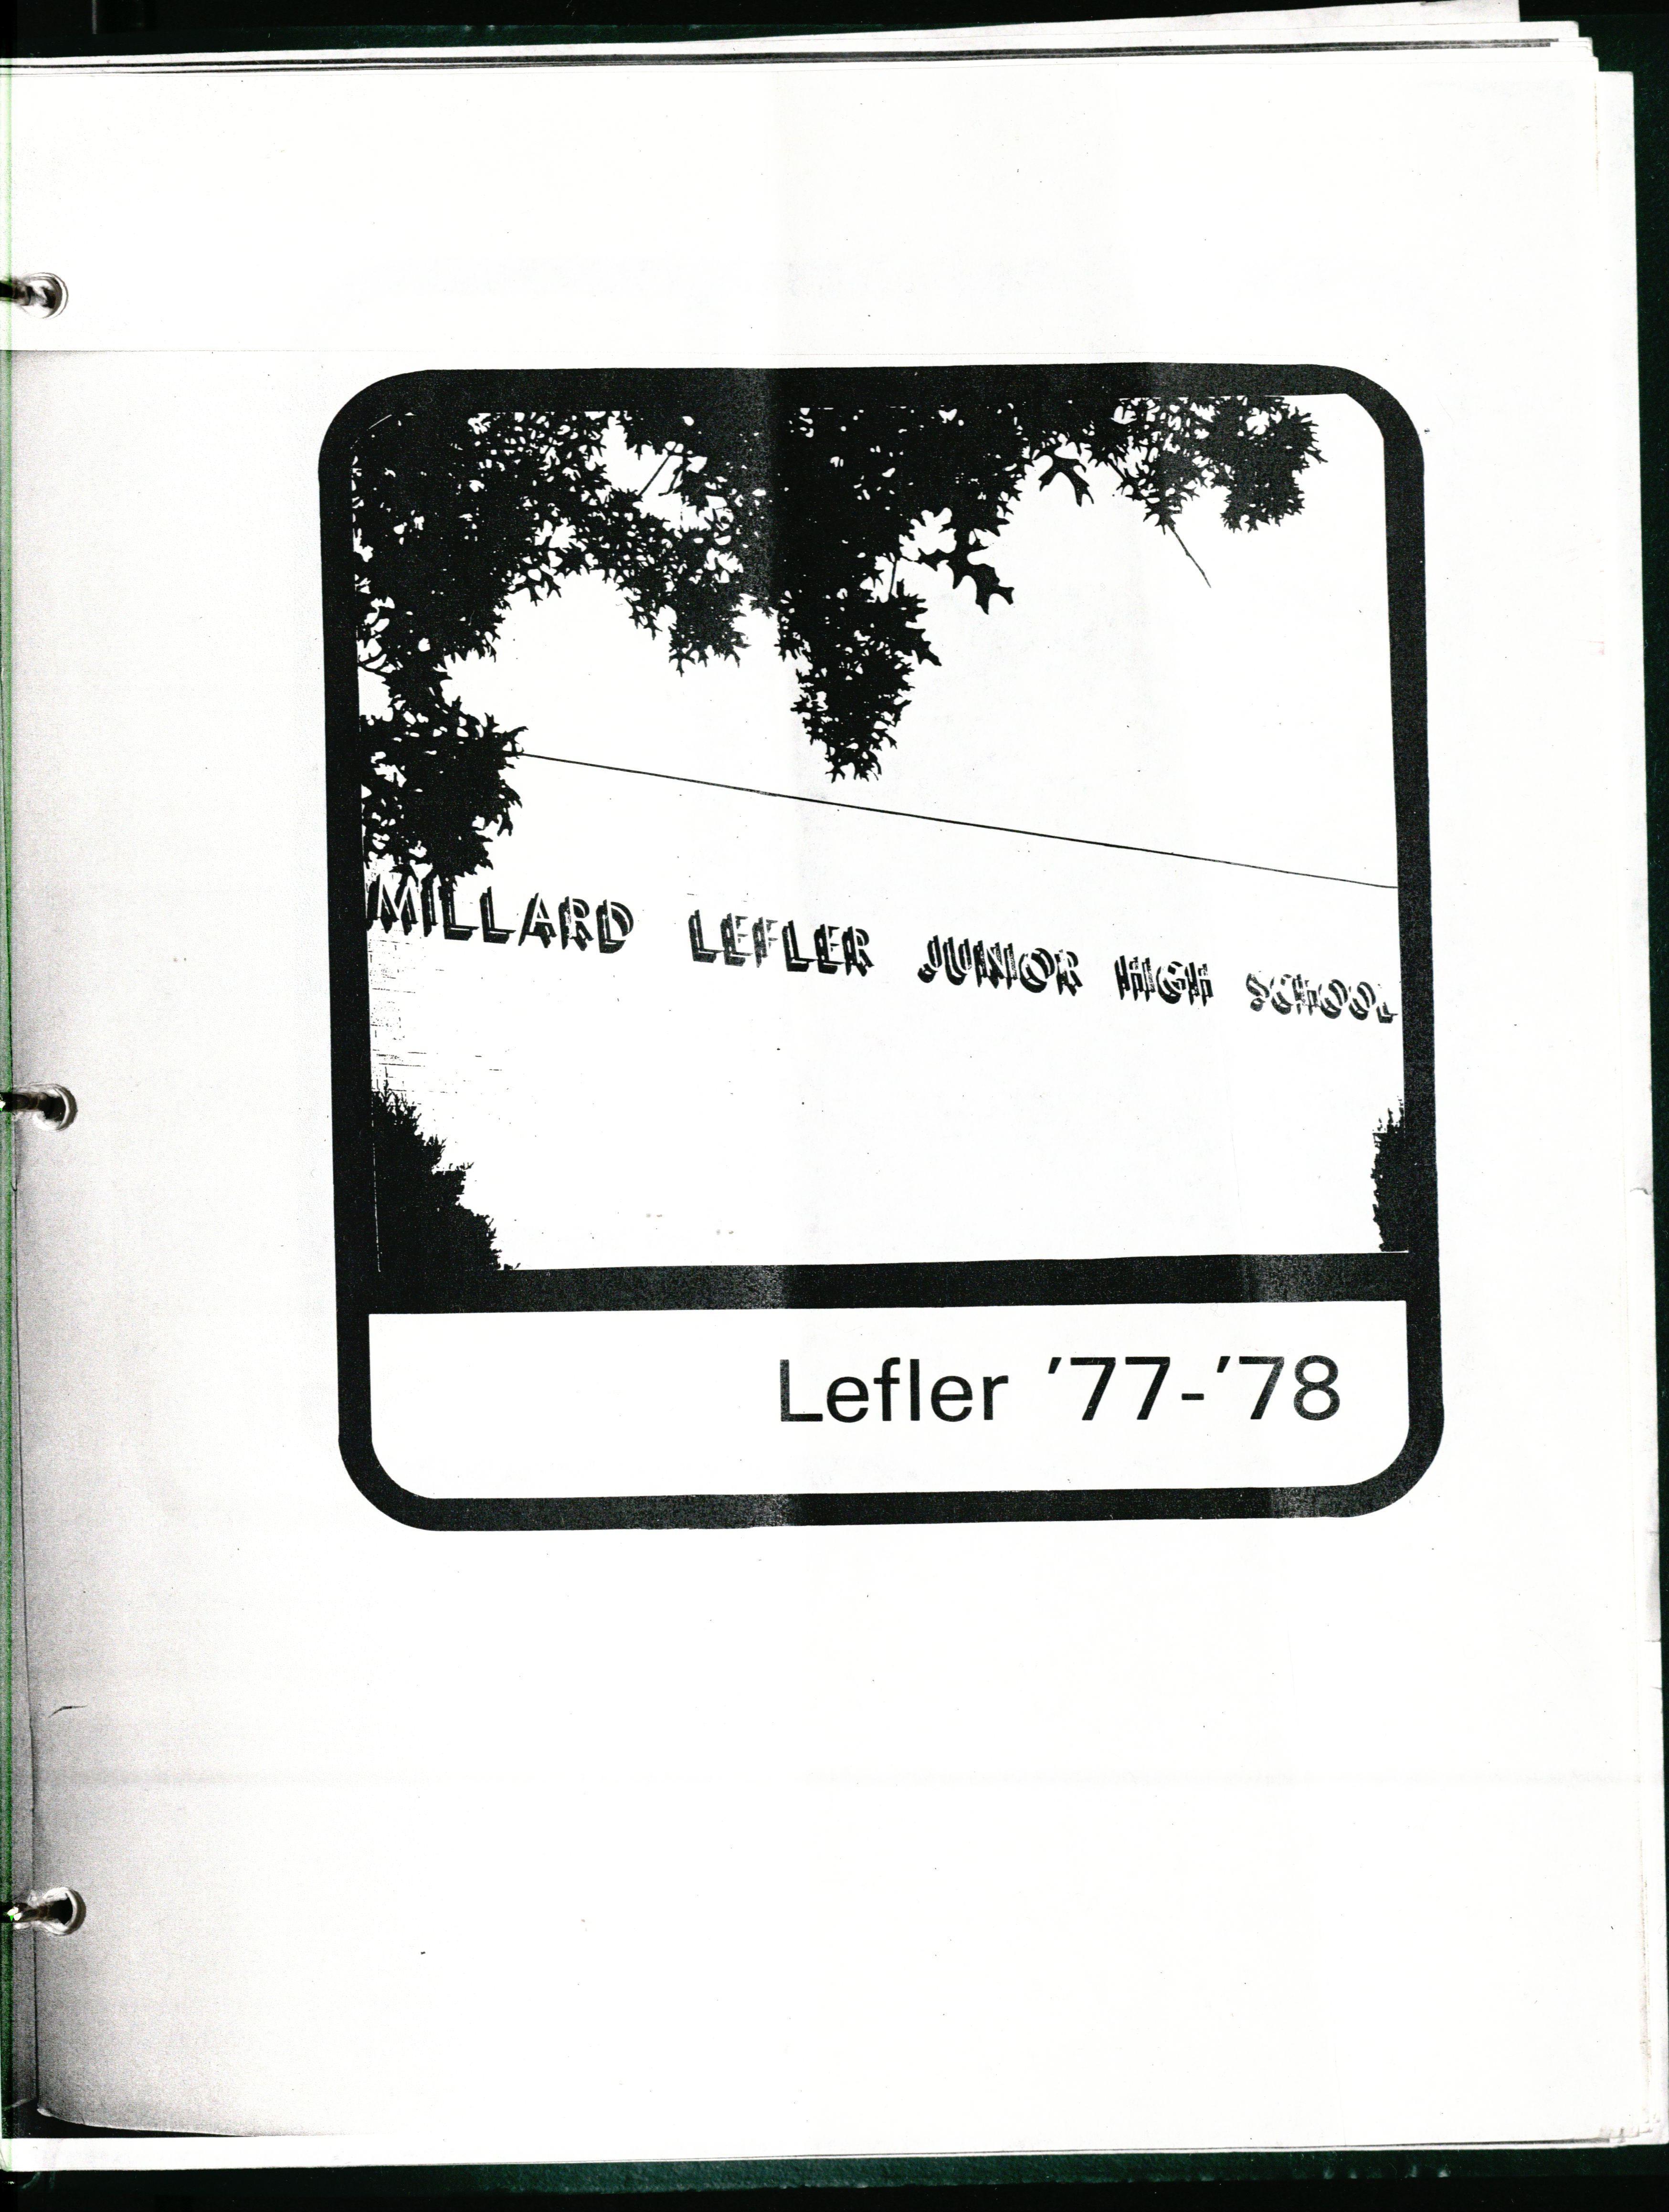 MILLARD LEFLER JUNIOR HIGH SCHOOL
Lefler '77-'78